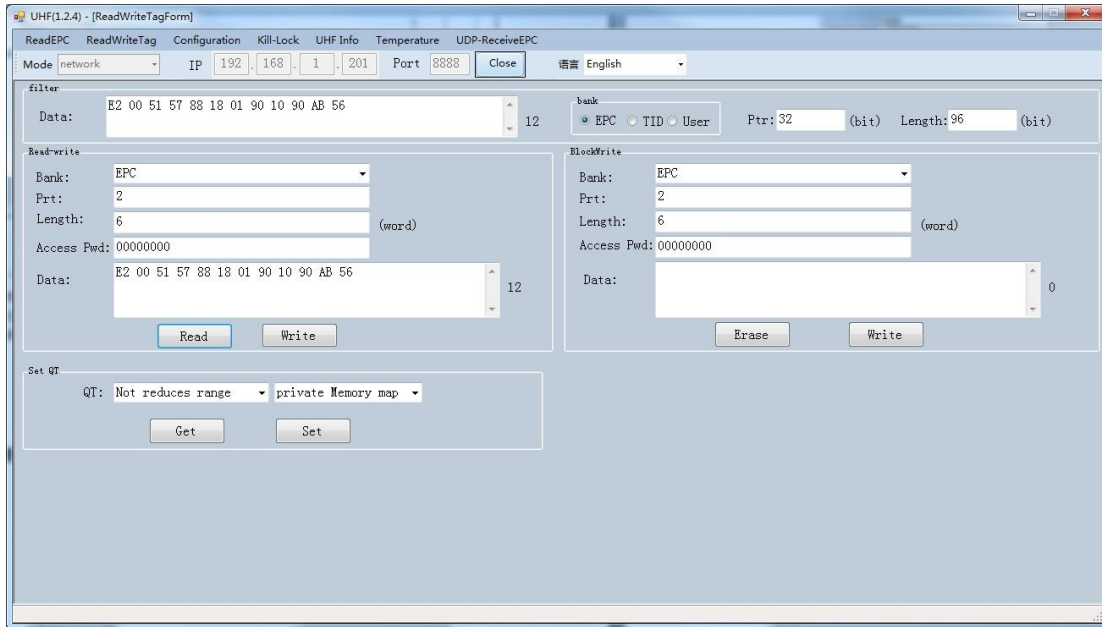 UHF(1.2.4) - [ReadWriteTagForm]
ReadEPC ReadWriteTag Configuration Kill-Lock UHF Info Temperature UDP-ReceiveEPC
Mode network IP 192 . 168 . 1 . 201 Port 8888 Close 语言 English
filter
Data: E2 00 51 57 88 18 01 90 10 90 AB 56 12
bank
EPC TID User Ptr: 32 (bit) Length: 96 (bit)
Read-write
Bank: EPC
Prt: 2
Length: 6 (word)
Access Pwd: 00000000
Data: E2 00 51 57 88 18 01 90 10 90 AB 56 12
Read Write
BlockWrite
Bank: EPC
Prt: 2
Length: 6 (word)
Access Pwd: 00000000
Data: 0
Erase Write
Set QT
QT: Not reduces range private Memory map
Get Set